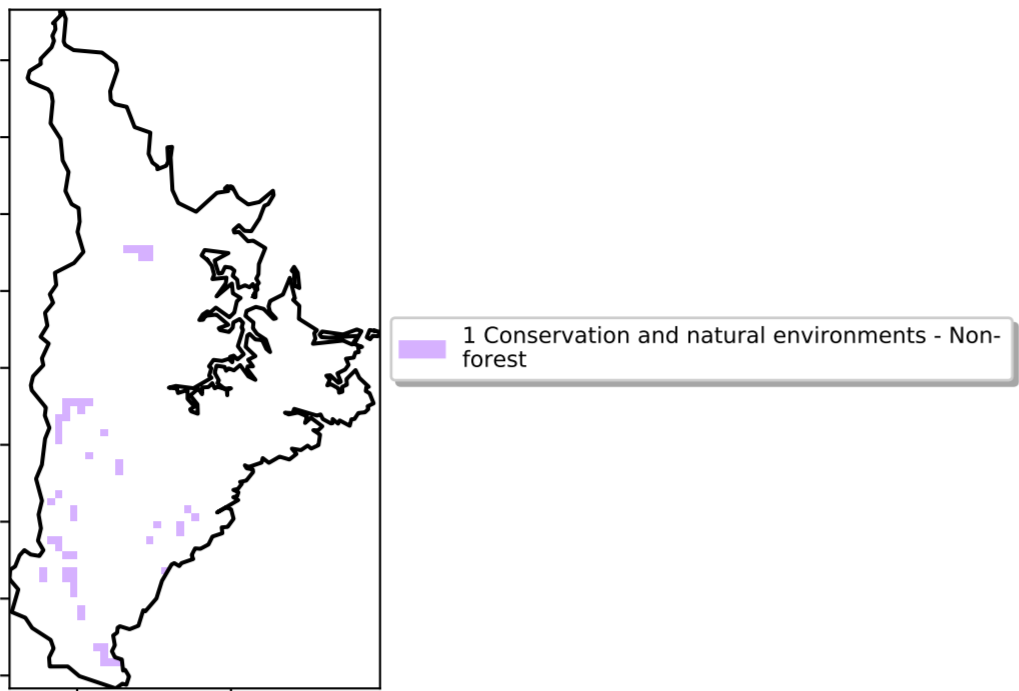 1 Conservation and natural environments - Non-
forest